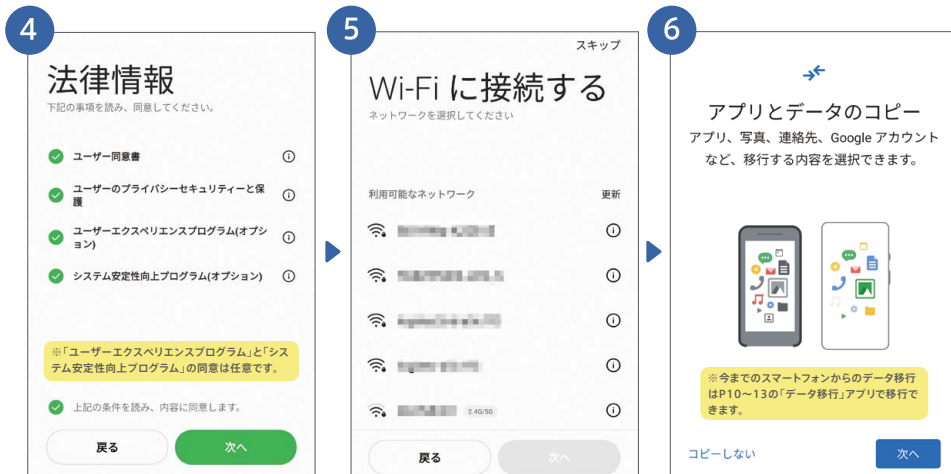 4
法律情報
下記の事項を読み、同意してください。
ユーザー同意書
ユーザーのプライバシーセキュリティーと保
護
ユーザーエクスペリエンスプログラム(オプシ
ョン)
システム安定性向上プログラム(オプション)
※「ユーザーエクスペリエンスプログラム」と「シス
テム安定性向上プログラム」の同意は任意です。
上記の条件を読み、内容に同意します。
戻る
次へ
5
スキップ
Wi-Fi に接続する
ネットワークを選択してください
利用可能なネットワーク
更新
2.4G/5G
戻る
次へ
6
アプリとデータのコピー
アプリ、写真、連絡先、Google アカウント
など、移行する内容を選択できます。
※今までのスマートフォンからのデータ移行
はP10～13の「データ移行」アプリで移行で
きます。
コピーしない
次へ